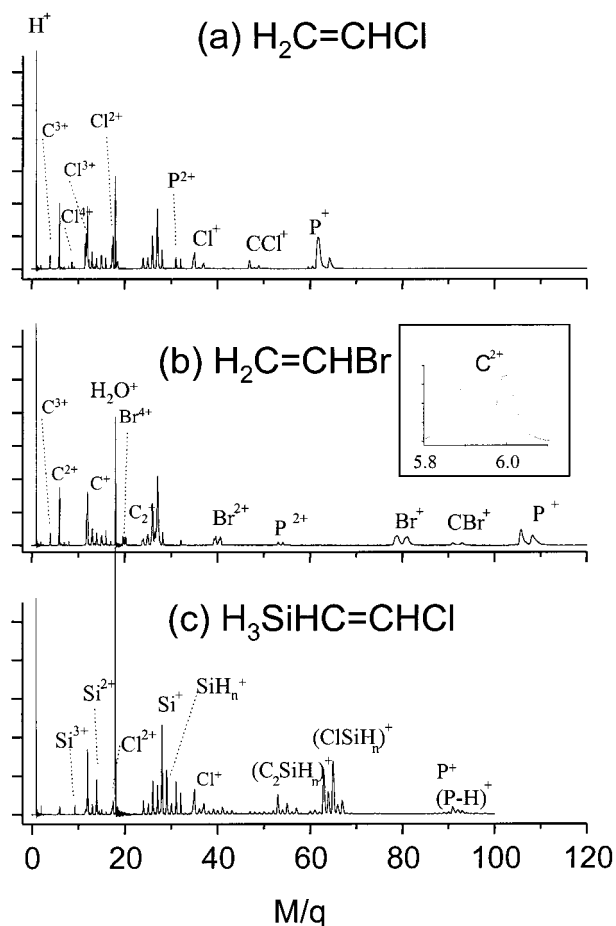 (a) H₂C=CHCl
H⁺
C³⁺
Cl³⁺
Cl⁴⁺
Cl²⁺
P²⁺
Cl⁺
CCl⁺
P⁺
(b) H₂C=CHBr
C²⁺
5.8 6.0
C³⁺
C²⁺
C⁺
H₂O⁺
Br⁴⁺
C₂⁺
Br²⁺
P ²⁺
Br⁺
CBr⁺
P ⁺
(c) H₃SiHC=CHCl
Si³⁺
Si²⁺
Cl²⁺
Si⁺
SiHₙ⁺
Cl⁺
(C₂SiHₙ)⁺
(ClSiHₙ)⁺
P⁺
(P-H)⁺
0 20 40 60 80 100 120
M/q